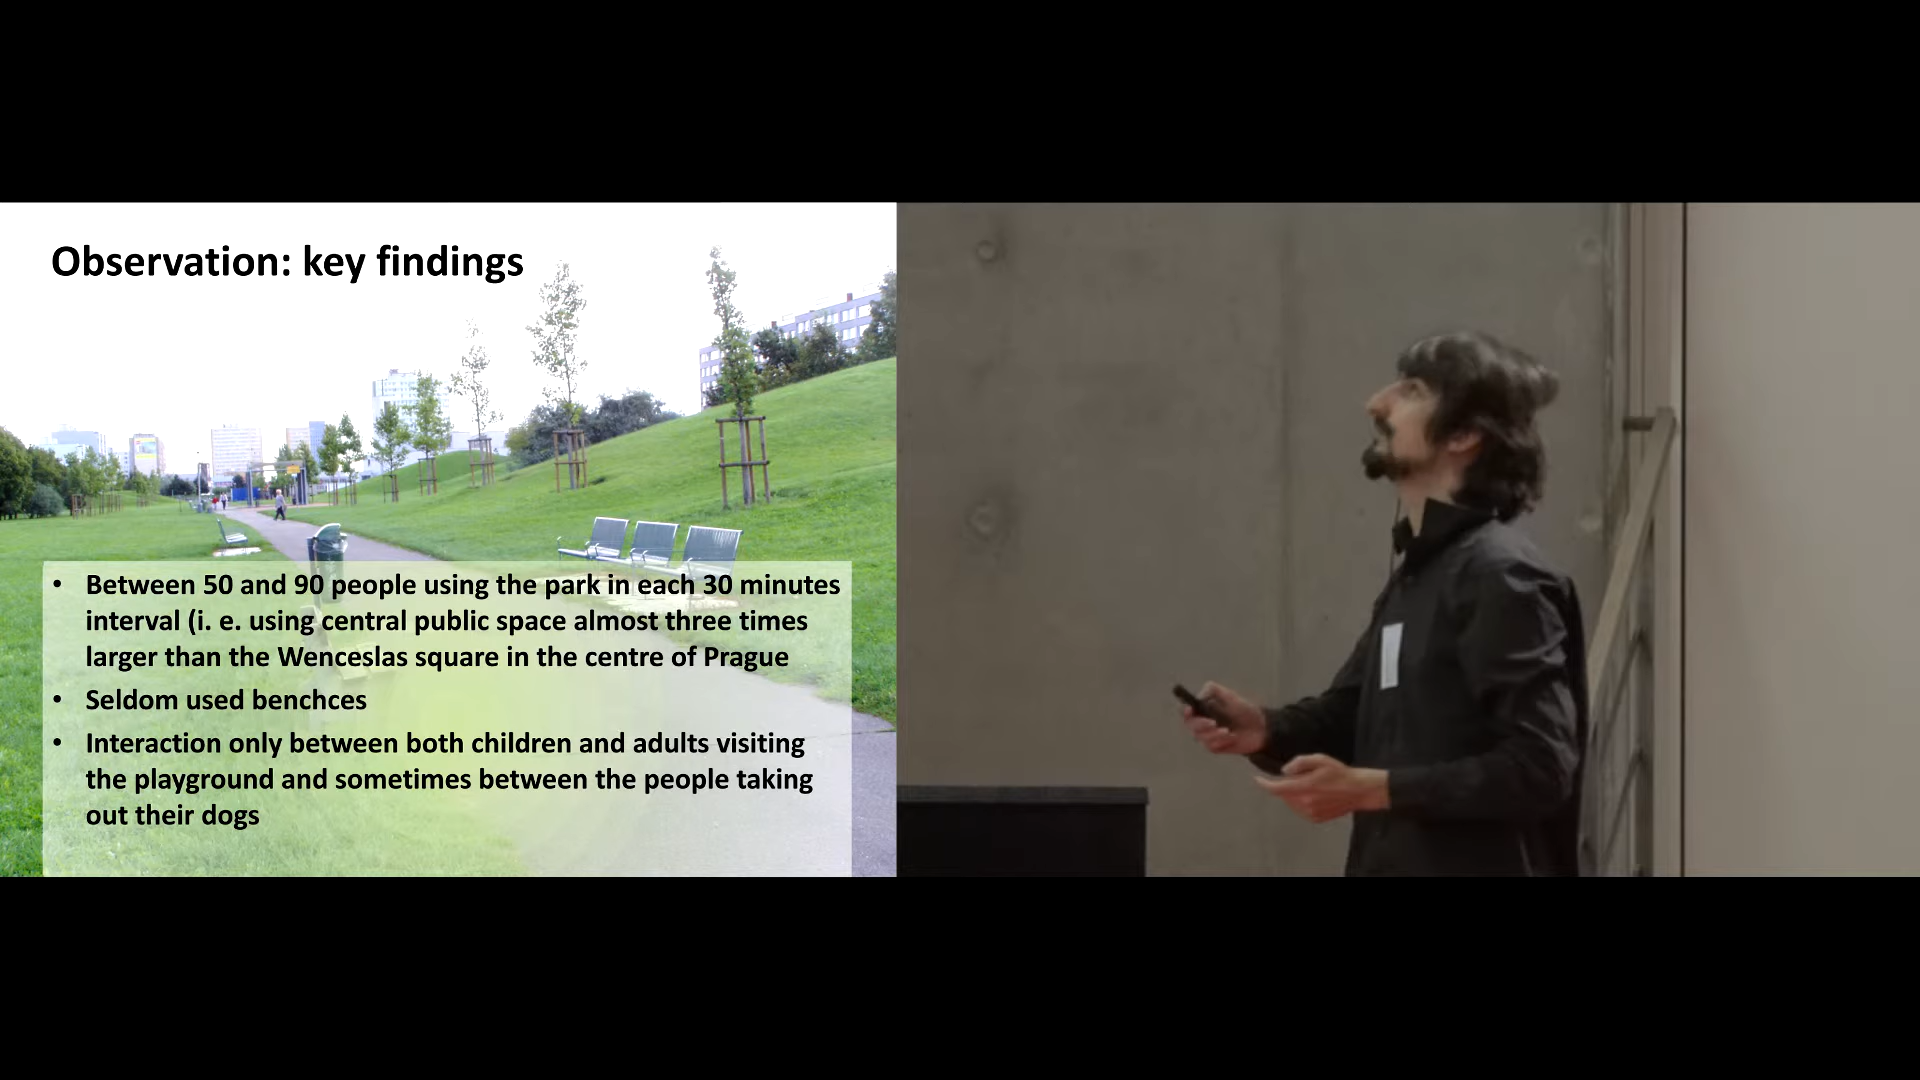 Observation: key findings
• Between 50 and 90 people using the park in each 30 minutes
interval (i. e. using central public space almost three times
larger than the Wenceslas square in the centre of Prague
• Seldom used benchces
• Interaction only between both children and adults visiting
the playground and sometimes between the people taking
out their dogs